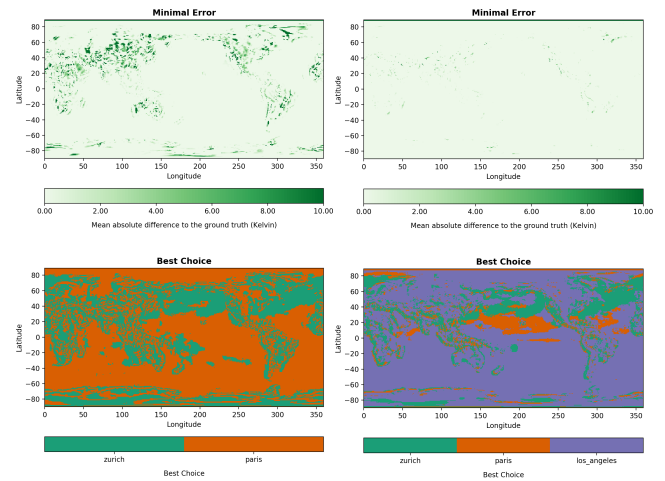 Minimal Error
Latitude
80
60
40
20
0
−20
−40
−60
−80
0 50 100 150 200 250 300 350
Longitude
0.00 2.00 4.00 6.00 8.00 10.00
Mean absolute difference to the ground truth (Kelvin)
Minimal Error
Latitude
80
60
40
20
0
−20
−40
−60
−80
0 50 100 150 200 250 300 350
Longitude
0.00 2.00 4.00 6.00 8.00 10.00
Mean absolute difference to the ground truth (Kelvin)
Best Choice
Latitude
80
60
40
20
0
−20
−40
−60
−80
0 50 100 150 200 250 300 350
Longitude
zurich paris
Best Choice
Best Choice
Latitude
80
60
40
20
0
−20
−40
−60
−80
0 50 100 150 200 250 300 350
Longitude
zurich paris los_angeles
Best Choice